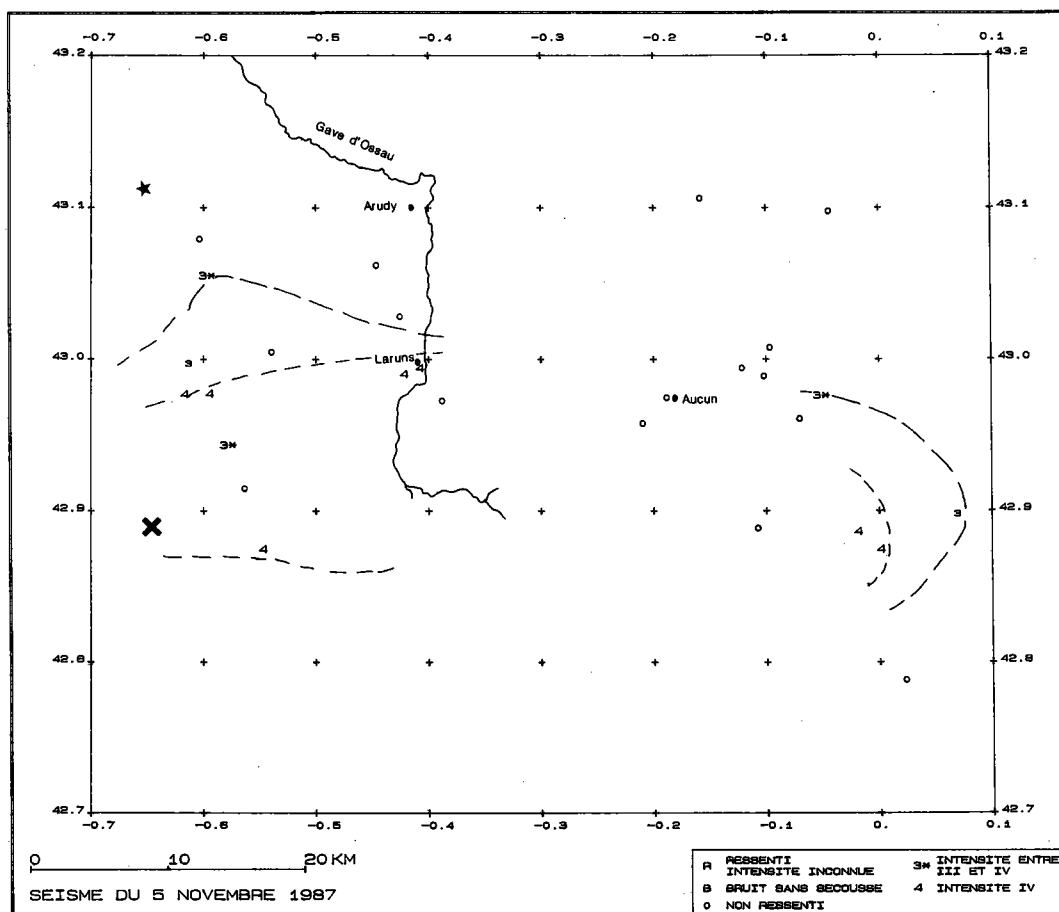 -0.7 -0.6 -0.5 -0.4 -0.3 -0.2 -0.1 0. 0.1
43.2 43.2
Gave d'Ossau
43.1 Arudy 43.1
3*
43.0 Laruns 43.0
3
4 4
4 4
Aucun
3*
3*
42.9 3 42.9
4
4 4
42.8 42.8
42.7 42.7
-0.7 -0.6 -0.5 -0.4 -0.3 -0.2 -0.1 0. 0.1
0 10 20 KM
SEISME DU 5 NOVEMBRE 1987
R RESSENTI
INTENSITE INCONNUE
B BRUIT SANS SECOUSSE
o NON RESSENTI
3* INTENSITE ENTRE
III ET IV
4 INTENSITE IV